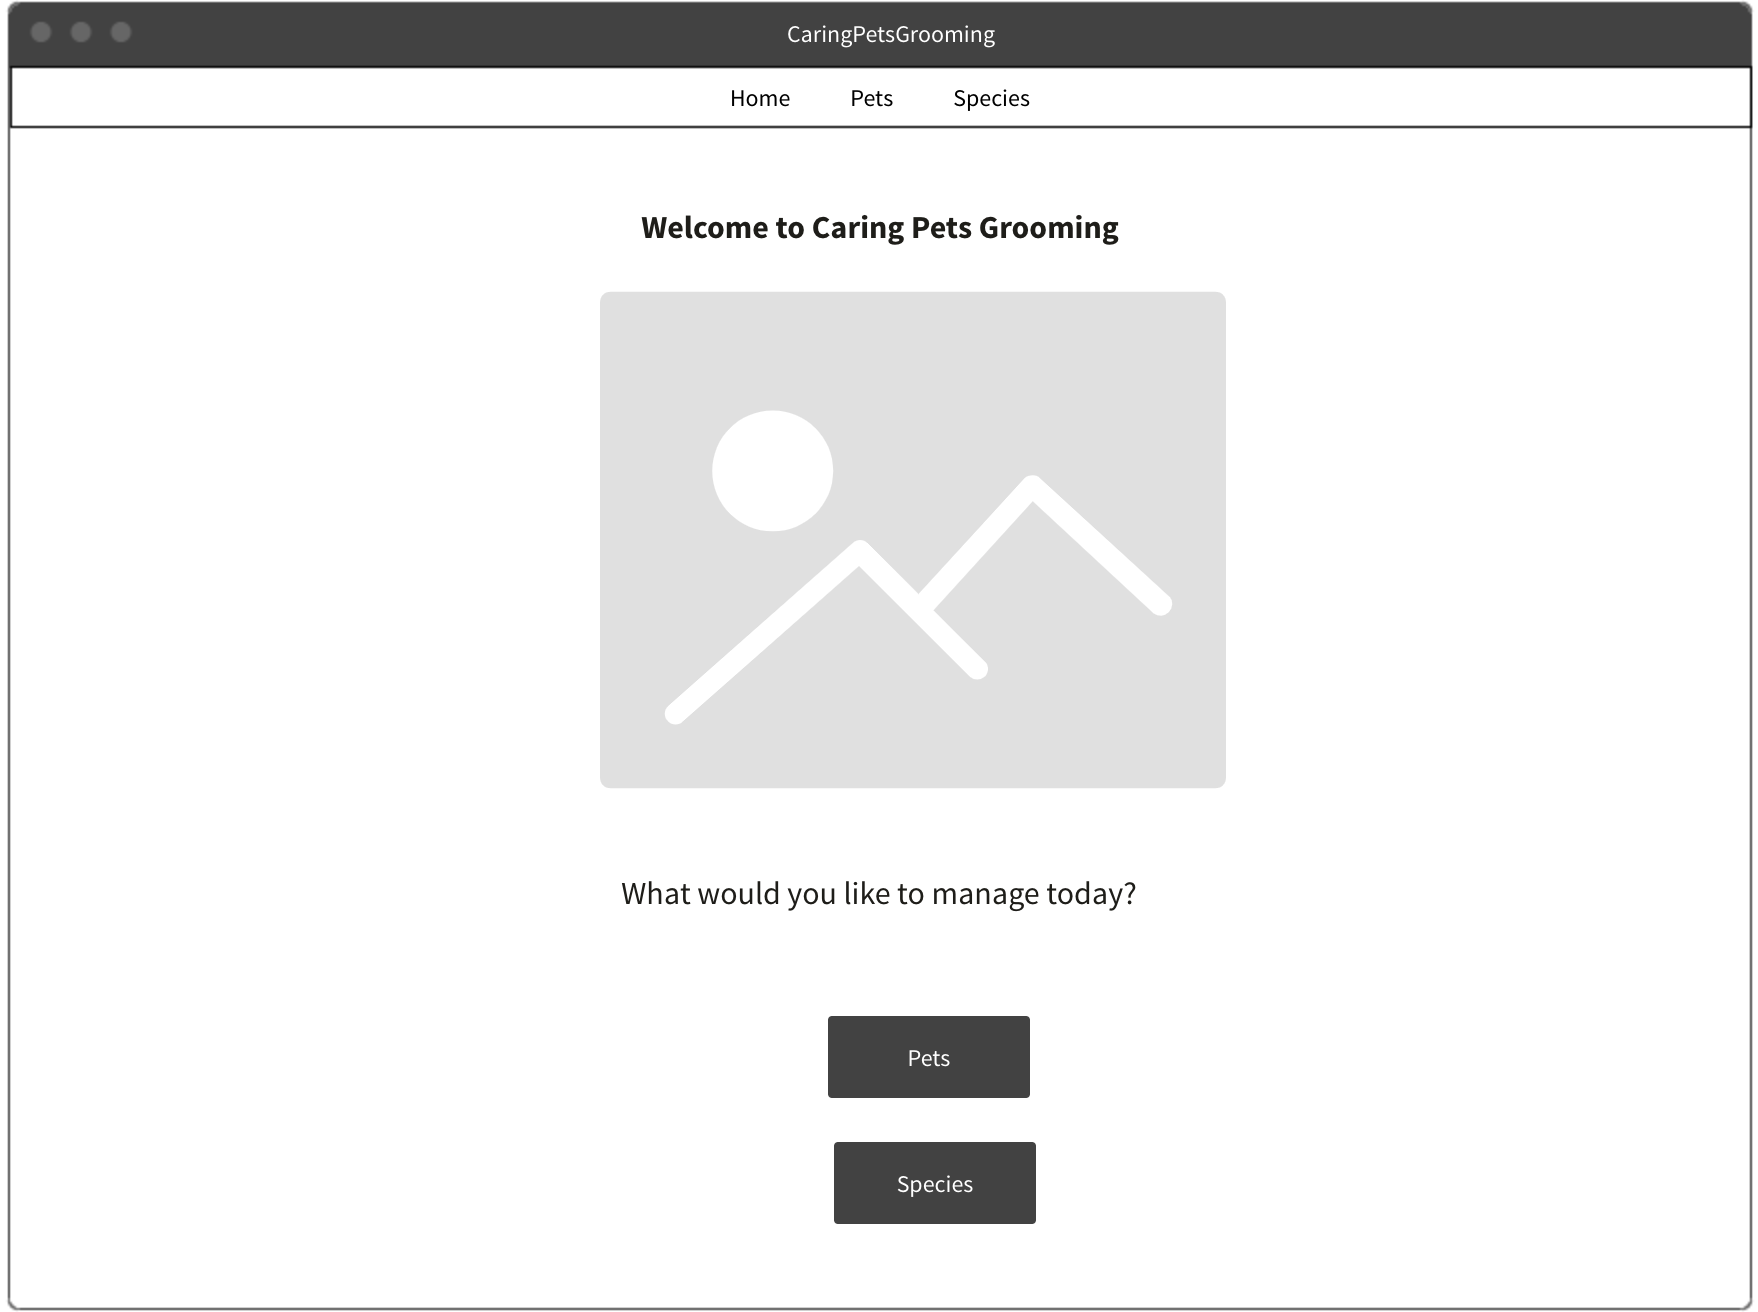 CaringPetsGrooming
Home Pets Species
Welcome to Caring Pets Grooming
What would you like to manage today?
Pets
Species